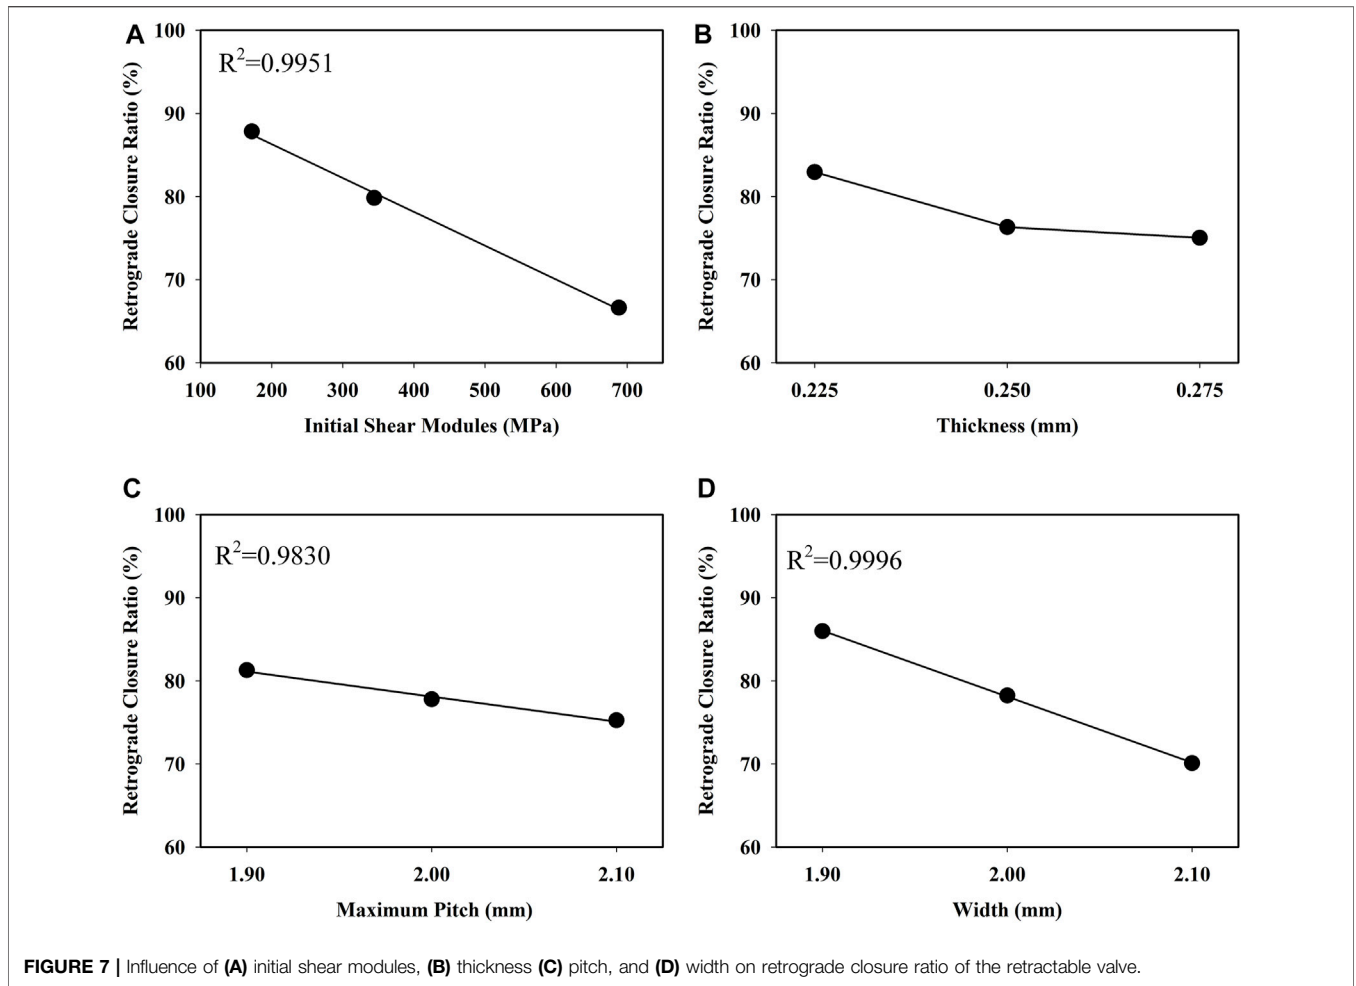 A
R²=0.9951
Retrograde Closure Ratio (%)
100
90
80
70
60
100 200 300 400 500 600 700
Initial Shear Modules (MPa)
B
Retrograde Closure Ratio (%)
100
90
80
70
60
0.225 0.250 0.275
Thickness (mm)
C
R²=0.9830
Retrograde Closure Ratio (%)
100
90
80
70
60
1.90 2.00 2.10
Maximum Pitch (mm)
D
R²=0.9996
Retrograde Closure Ratio (%)
100
90
80
70
60
1.90 2.00 2.10
Width (mm)
FIGURE 7 | Influence of (A) initial shear modules, (B) thickness (C) pitch, and (D) width on retrograde closure ratio of the retractable valve.